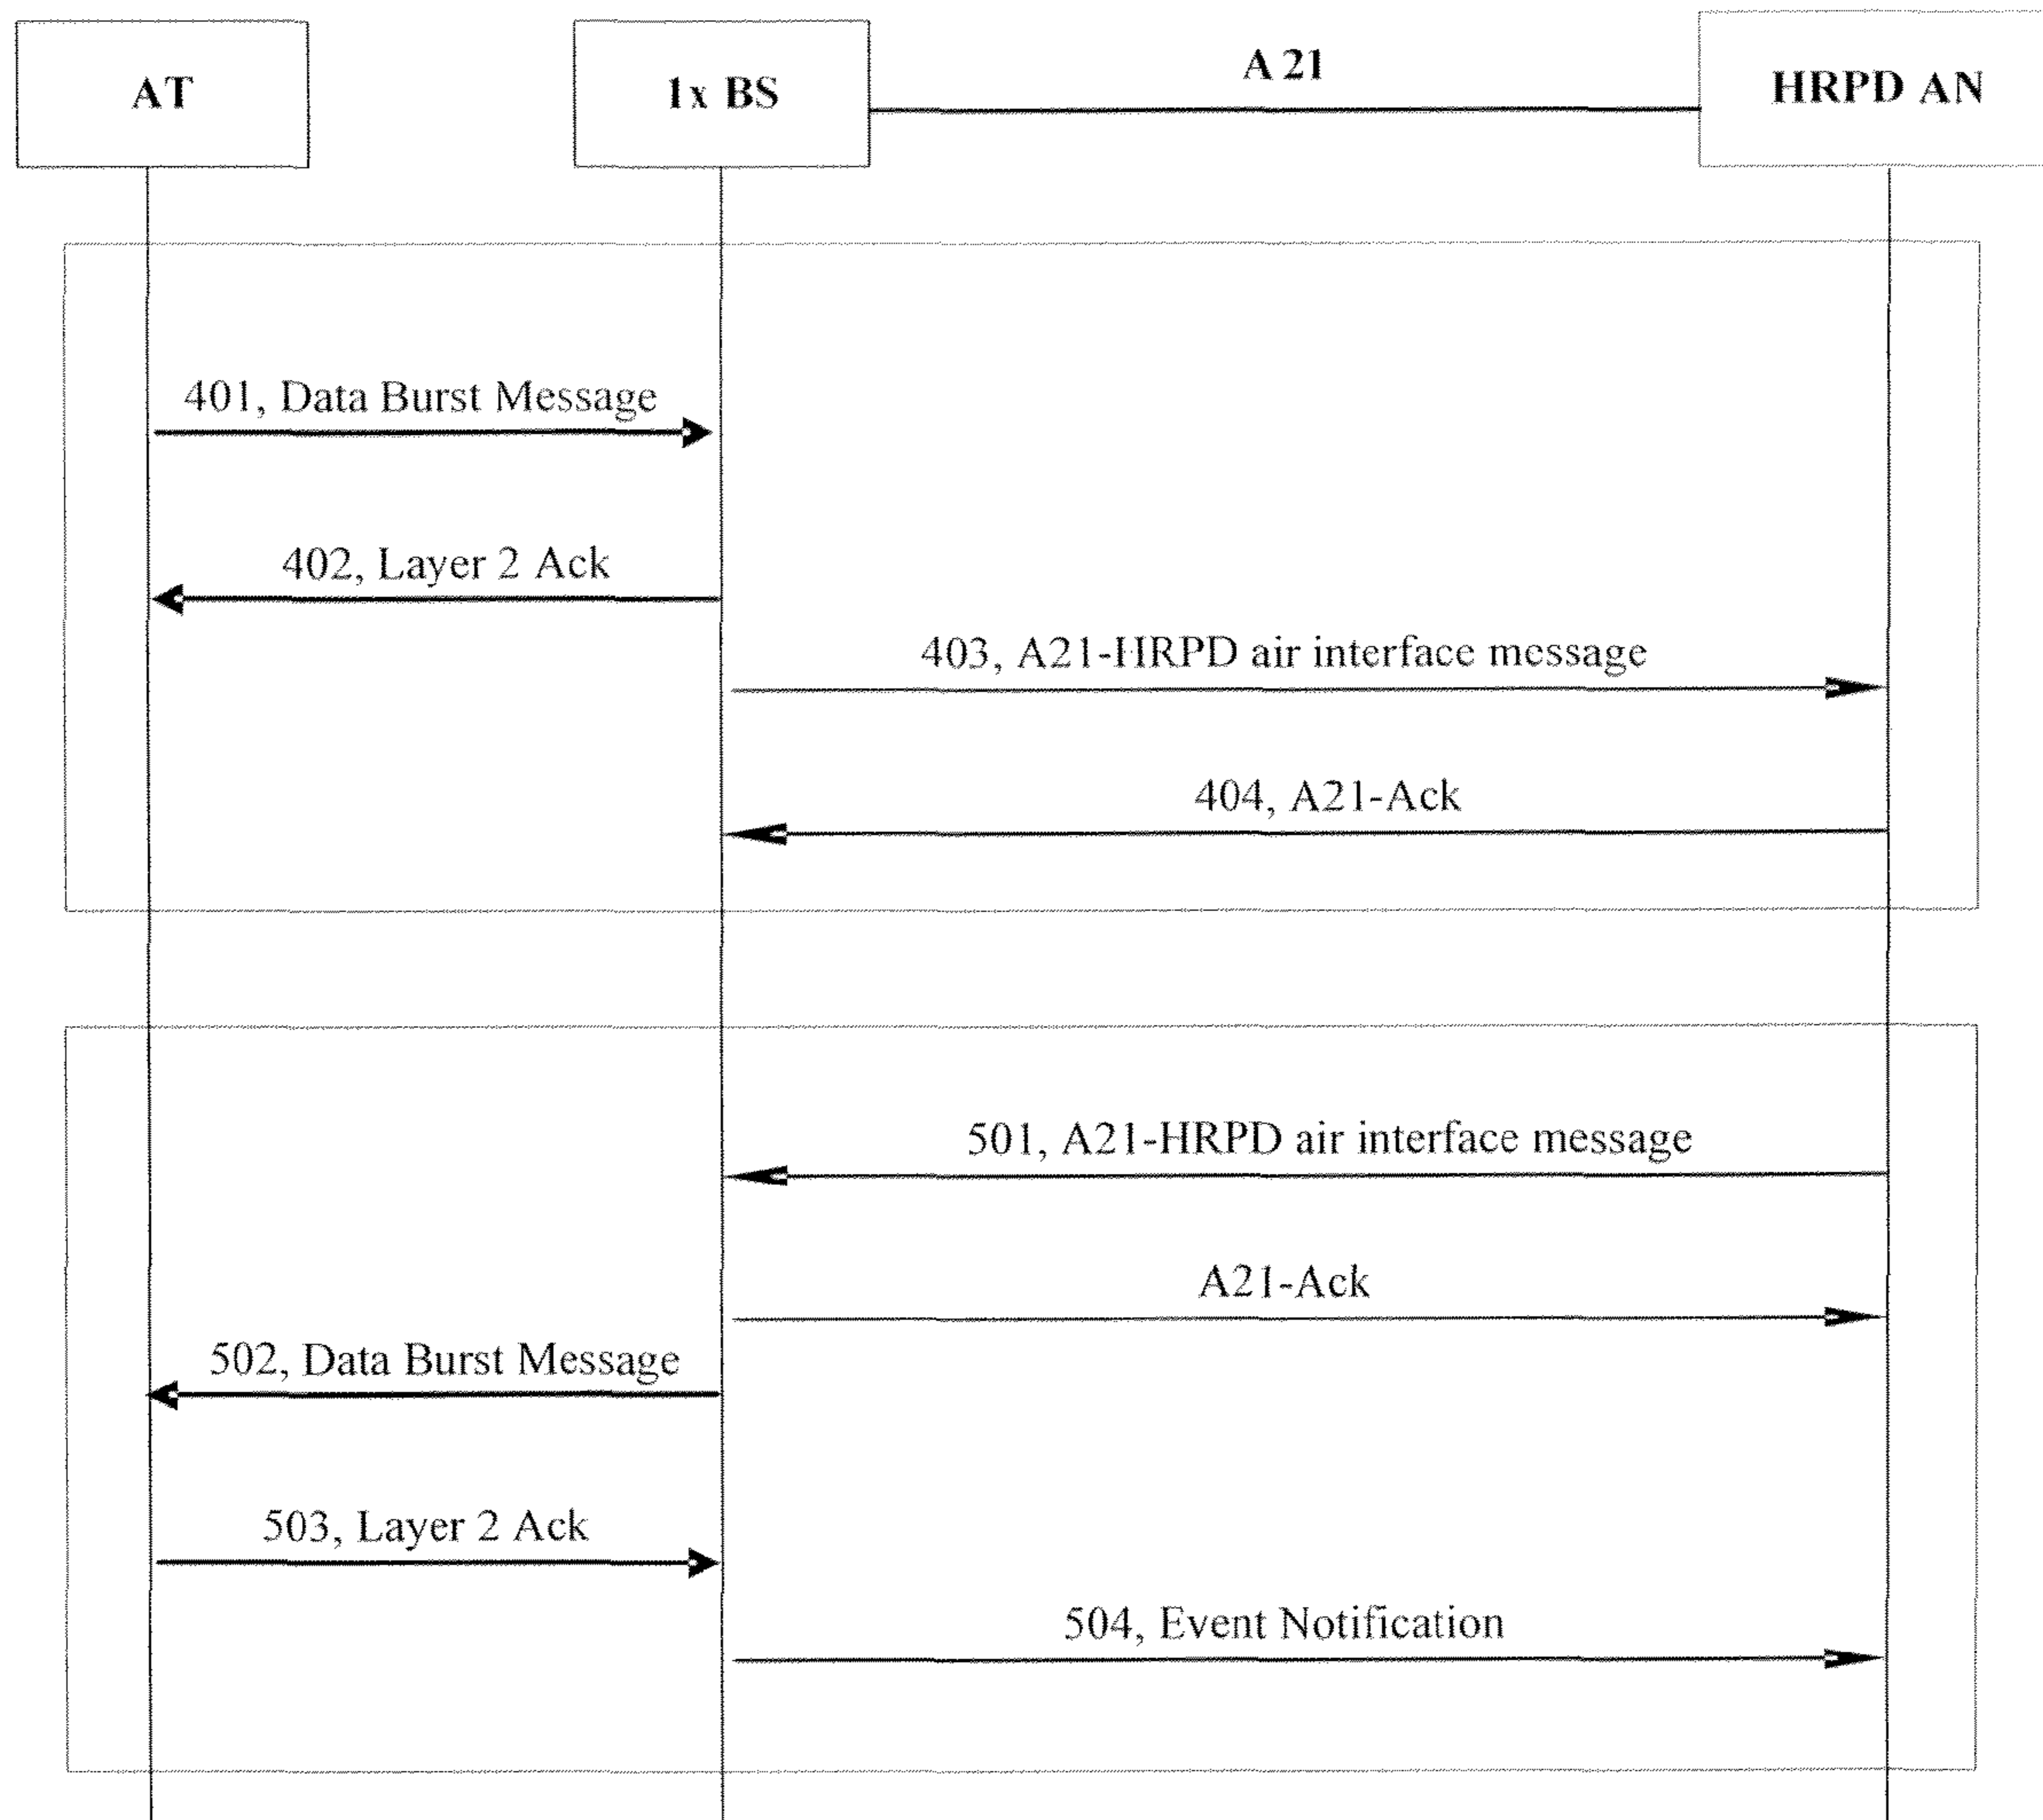 AT
1x BS
A 21
HRPD AN
401, Data Burst Message
402, Layer 2 Ack
403, A21-HRPD air interface message
404, A21-Ack
501, A21-HRPD air interface message
A21-Ack
502, Data Burst Message
503, Layer 2 Ack
504, Event Notification